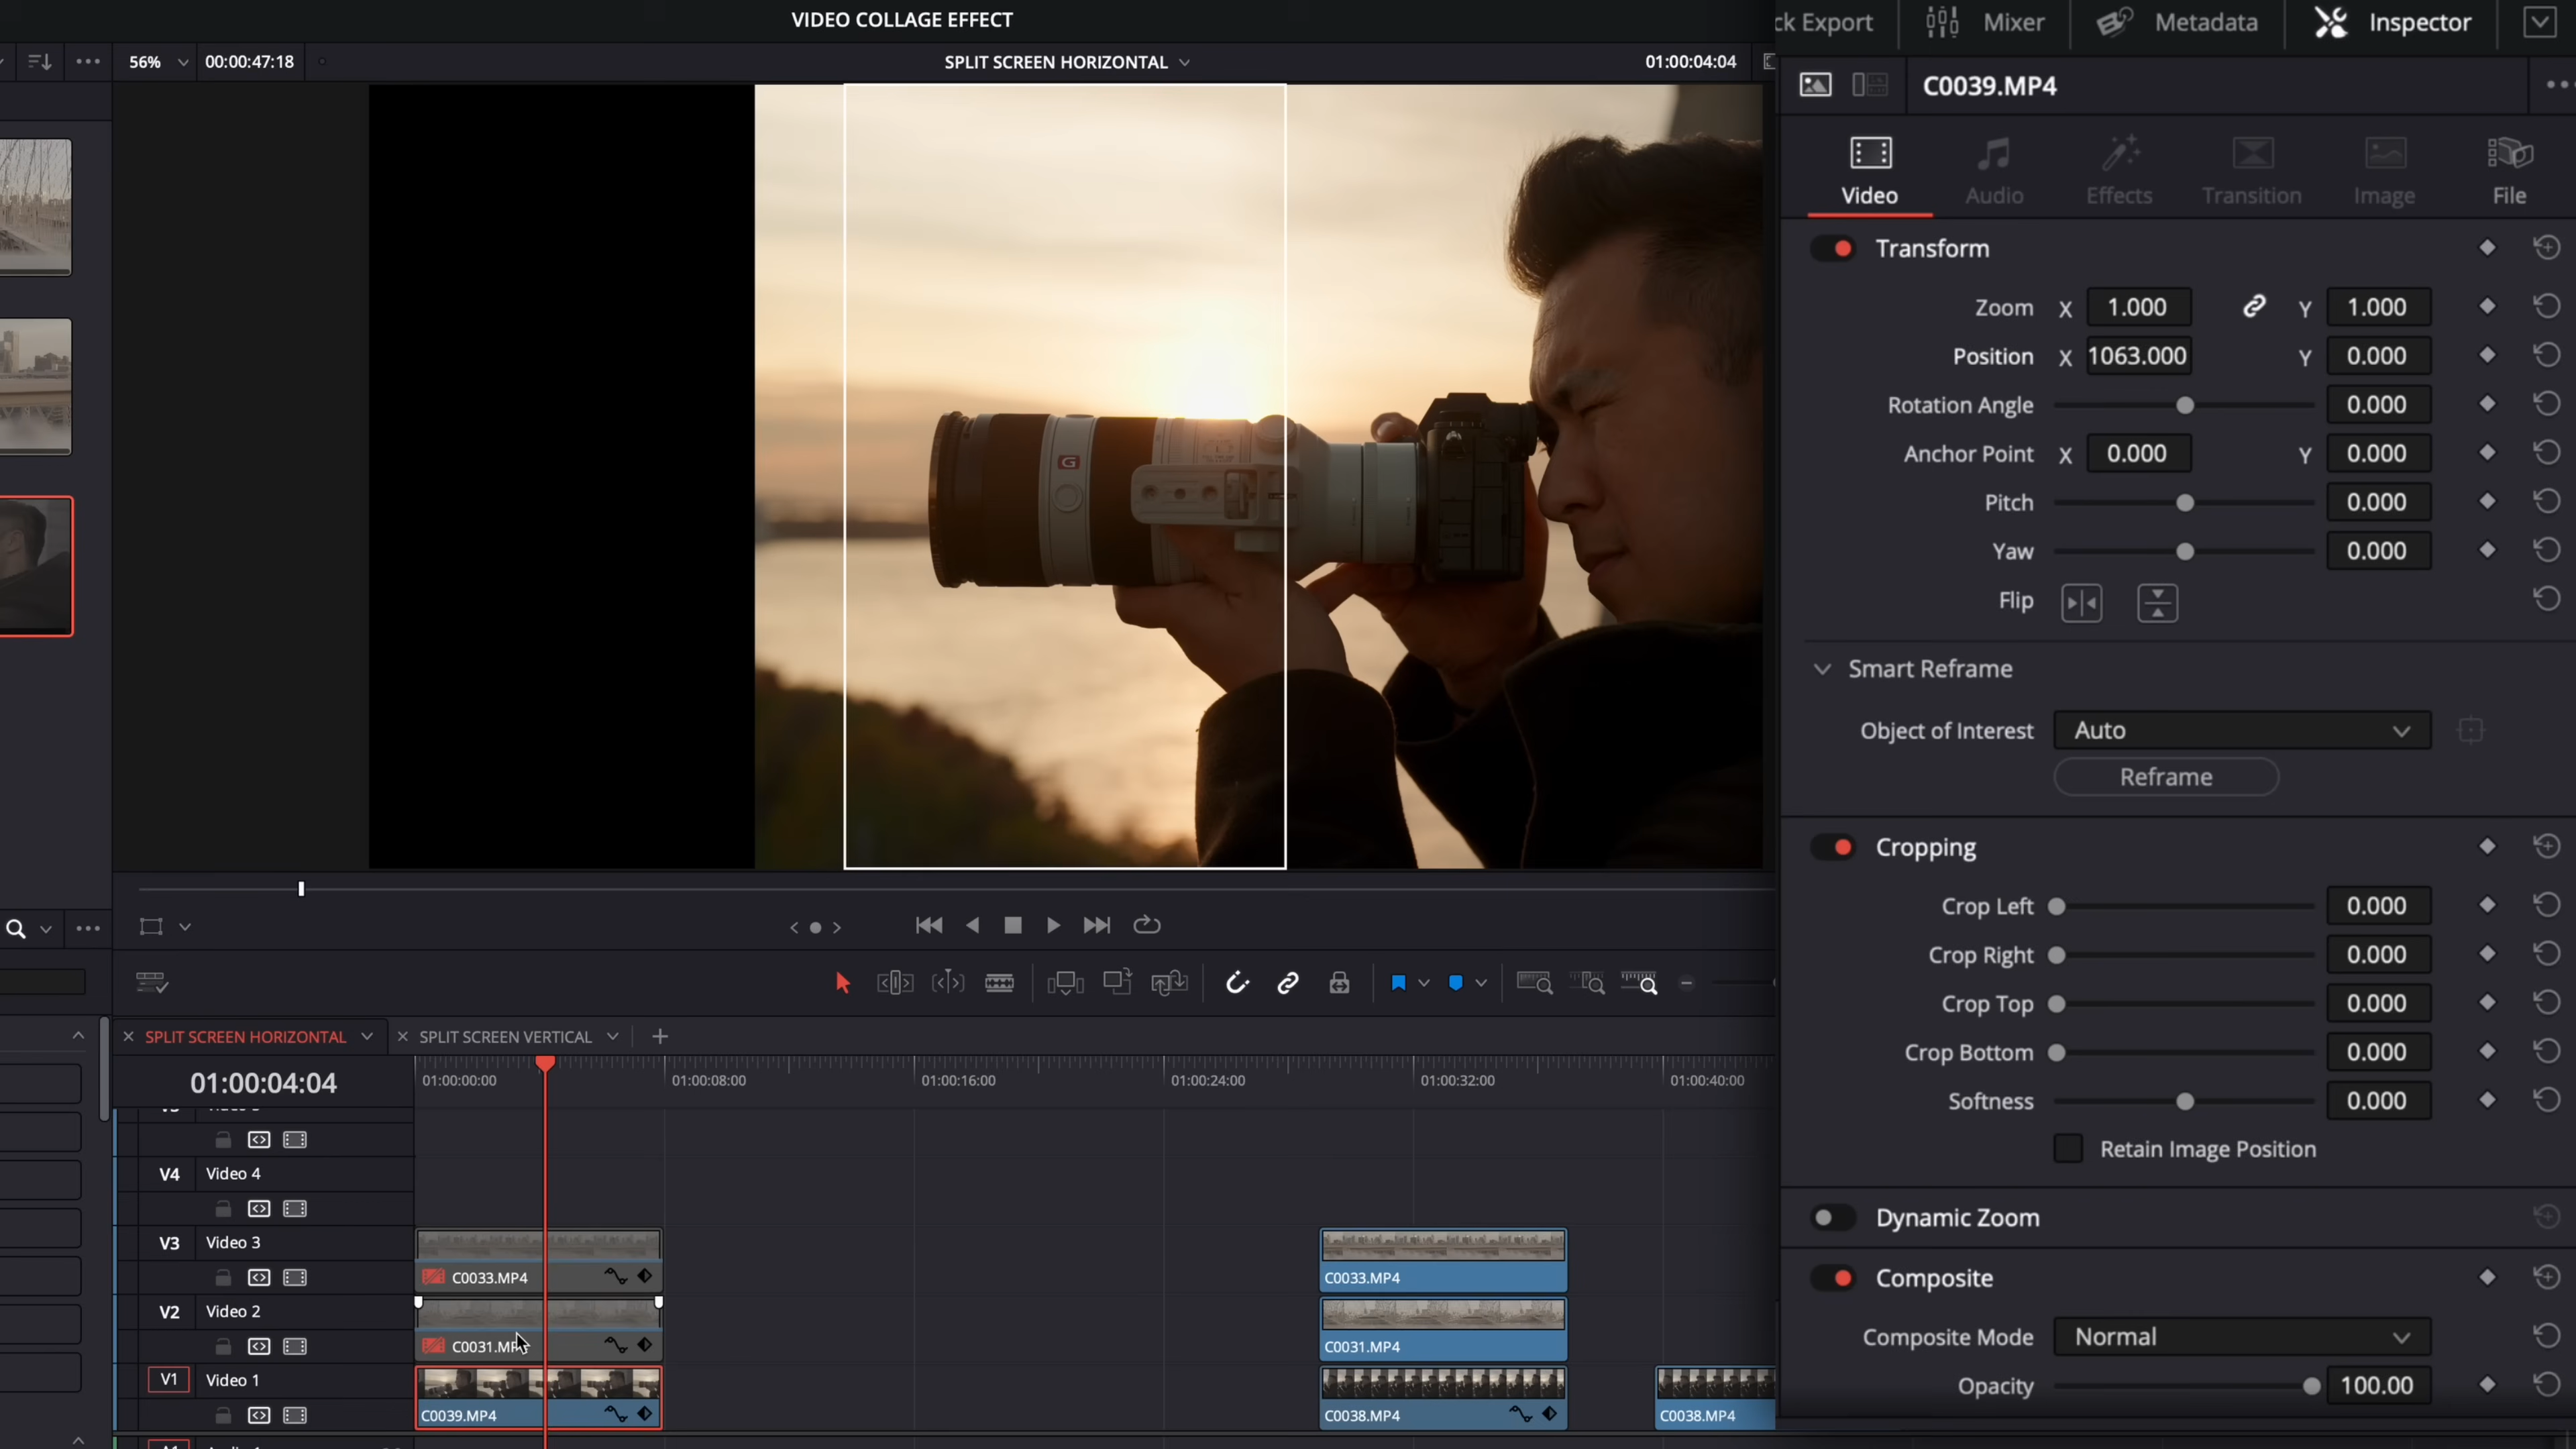 VIDEO COLLAGE EFFECT
ck Export
Mixer
Metadata
Inspector
56%
00:00:47:18
SPLIT SCREEN HORIZONTAL
01:00:04:04
C0039.MP4
Video
Audio
Effects
Transition
Image
File
Transform
Zoom X 1.000 Y 1.000
Position X 1063.000 Y 0.000
Rotation Angle 0.000
Anchor Point X 0.000 Y 0.000
Pitch 0.000
Yaw 0.000
Flip
G
Smart Reframe
Object of Interest Auto
Reframe
Cropping
Crop Left 0.000
Crop Right 0.000
Crop Top 0.000
Crop Bottom 0.000
Softness 0.000
Retain Image Position
Dynamic Zoom
Composite
Composite Mode Normal
Opacity 100.00
SPLIT SCREEN HORIZONTAL
SPLIT SCREEN VERTICAL
01:00:04:04
01:00:00:00
01:00:08:00
01:00:16:00
01:00:24:00
01:00:32:00
01:00:40:00
V4 Video 4
V3 Video 3
C0033.MP4
C0033.MP4
V2 Video 2
C0031.MP4
C0031.MP4
V1 Video 1
C0039.MP4
C0038.MP4
C0038.MP4